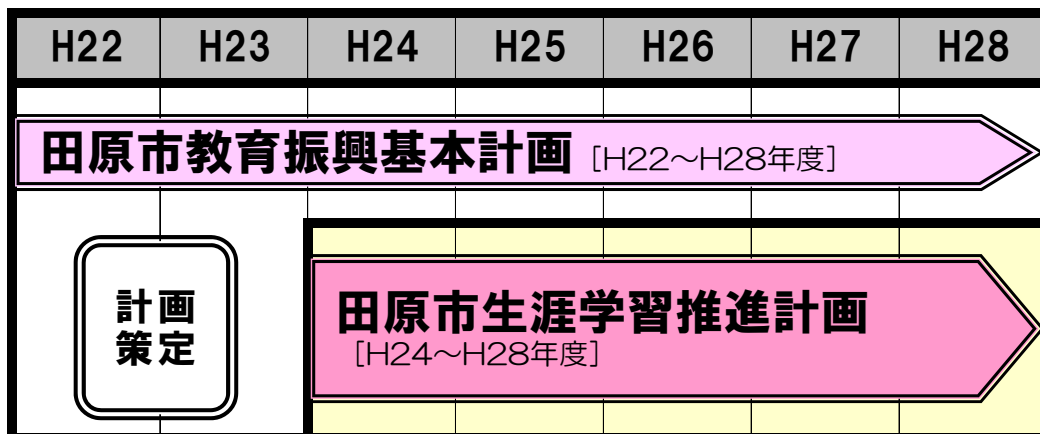 H22 H23 H24 H25 H26 H27 H28
田原市教育振興基本計画 [H22～H28年度]
計画
策定
田原市生涯学習推進計画
[H24～H28年度]